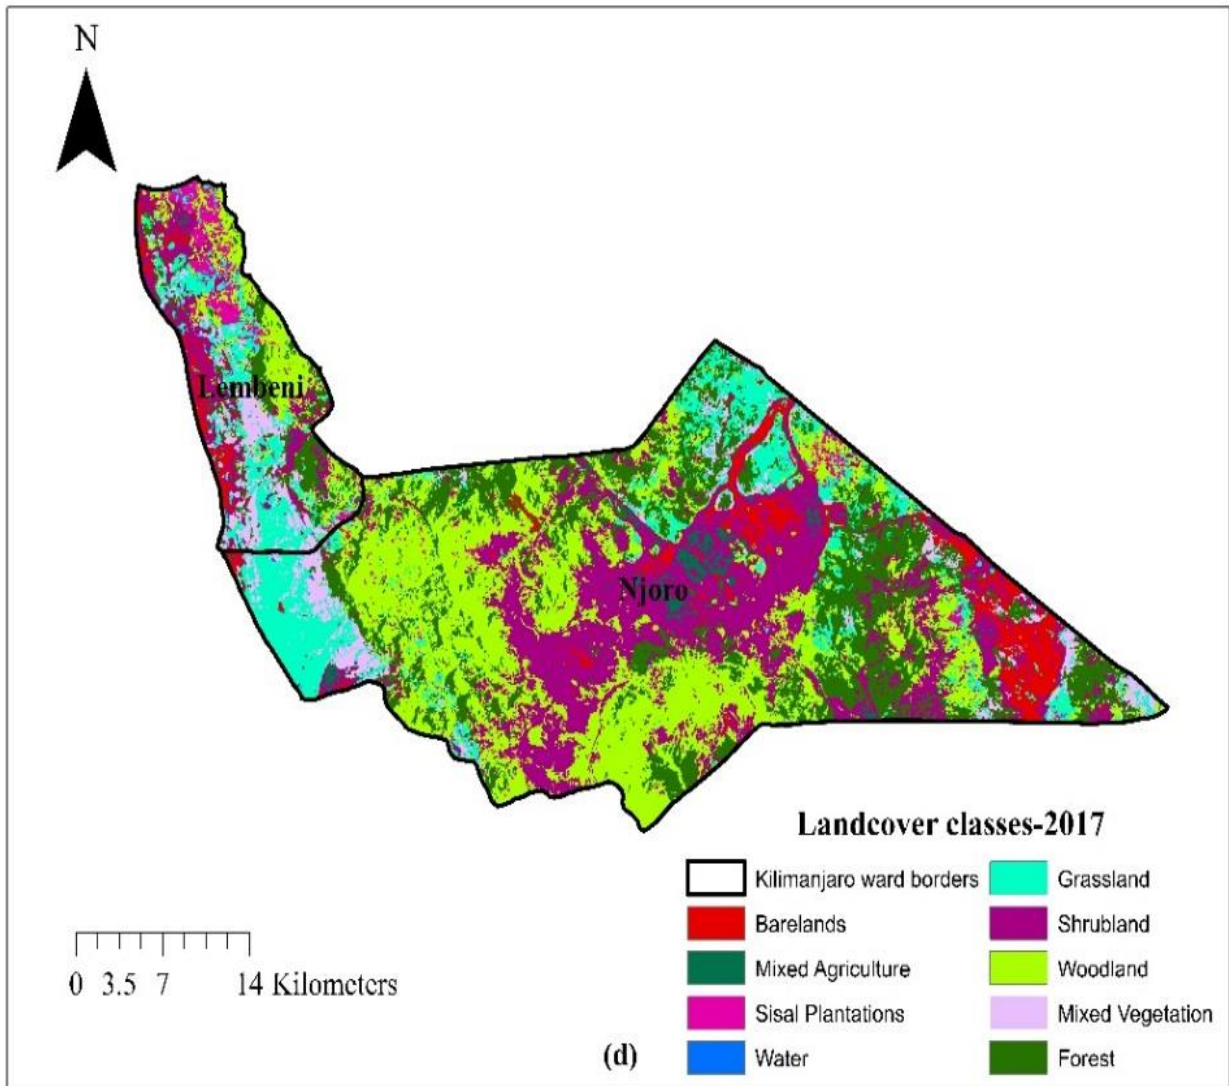 N
Lembeni
Njoro
Landcover classes-2017
Kilimanjaro ward borders
Grassland
Barelands
Shrubland
Mixed Agriculture
Woodland
Sisal Plantations
Mixed Vegetation
Water
Forest
0 3.5 7 14 Kilometers
(d)